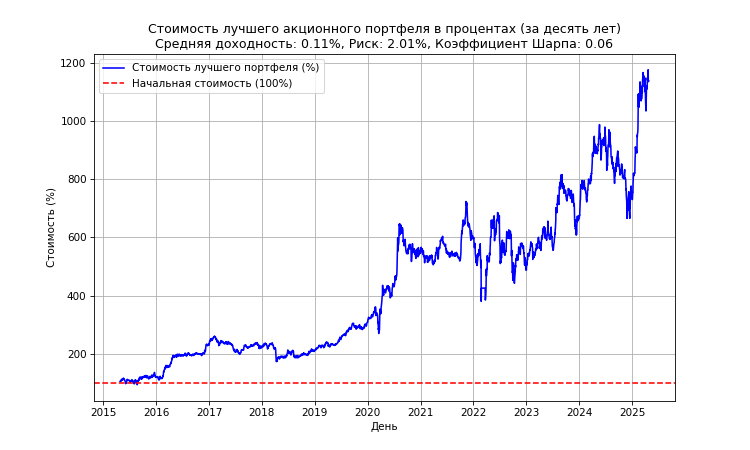 Стоимость лучшего акционного портфеля в процентах (за десять лет)
Средняя доходность: 0.11%, Риск: 2.01%, Коэффициент Шарпа: 0.06
Стоимость лучшего портфеля (%)
Начальная стоимость (100%)
Стоимость (%)
1200
1000
800
600
400
200
2015 2016 2017 2018 2019 2020 2021 2022 2023 2024 2025
День